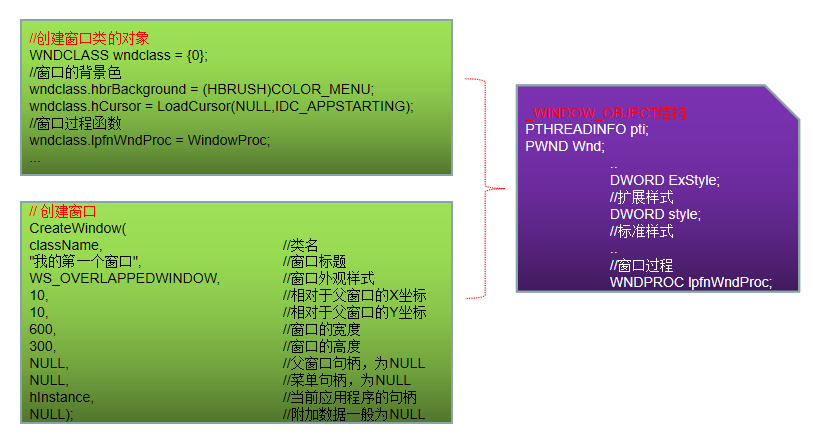 //创建窗口类的对象
WNDCLASS wndclass = {0};
//窗口的背景色
wndclass.hbrBackground = (HBRUSH)COLOR_MENU;
wndclass.hCursor = LoadCursor(NULL,IDC_APPSTARTING);
//窗口过程函数
wndclass.lpfnWndProc = WindowProc;
...
// 创建窗口
CreateWindow(
className, //类名
"我的第一个窗口", //窗口标题
WS_OVERLAPPEDWINDOW, //窗口外观样式
10, //相对于父窗口的X坐标
10, //相对于父窗口的Y坐标
600, //窗口的宽度
300, //窗口的高度
NULL, //父窗口句柄，为NULL
NULL, //菜单句柄，为NULL
hInstance, //当前应用程序的句柄
NULL); //附加数据一般为NULL
_WINDOW_OBJECT结构
PTHREADINFO pti;
PWND Wnd;
..
DWORD ExStyle;
//扩展样式
DWORD style;
//标准样式
..
//窗口过程
WNDPROC lpfnWndProc;